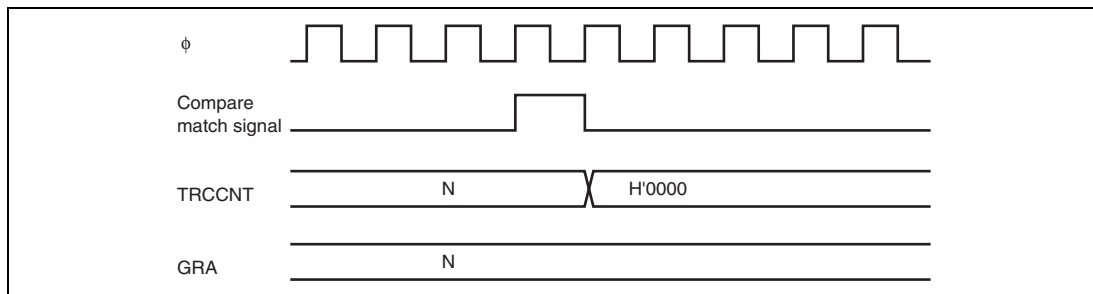 ϕ
Compare
match signal
TRCCNT N H'0000
GRA N